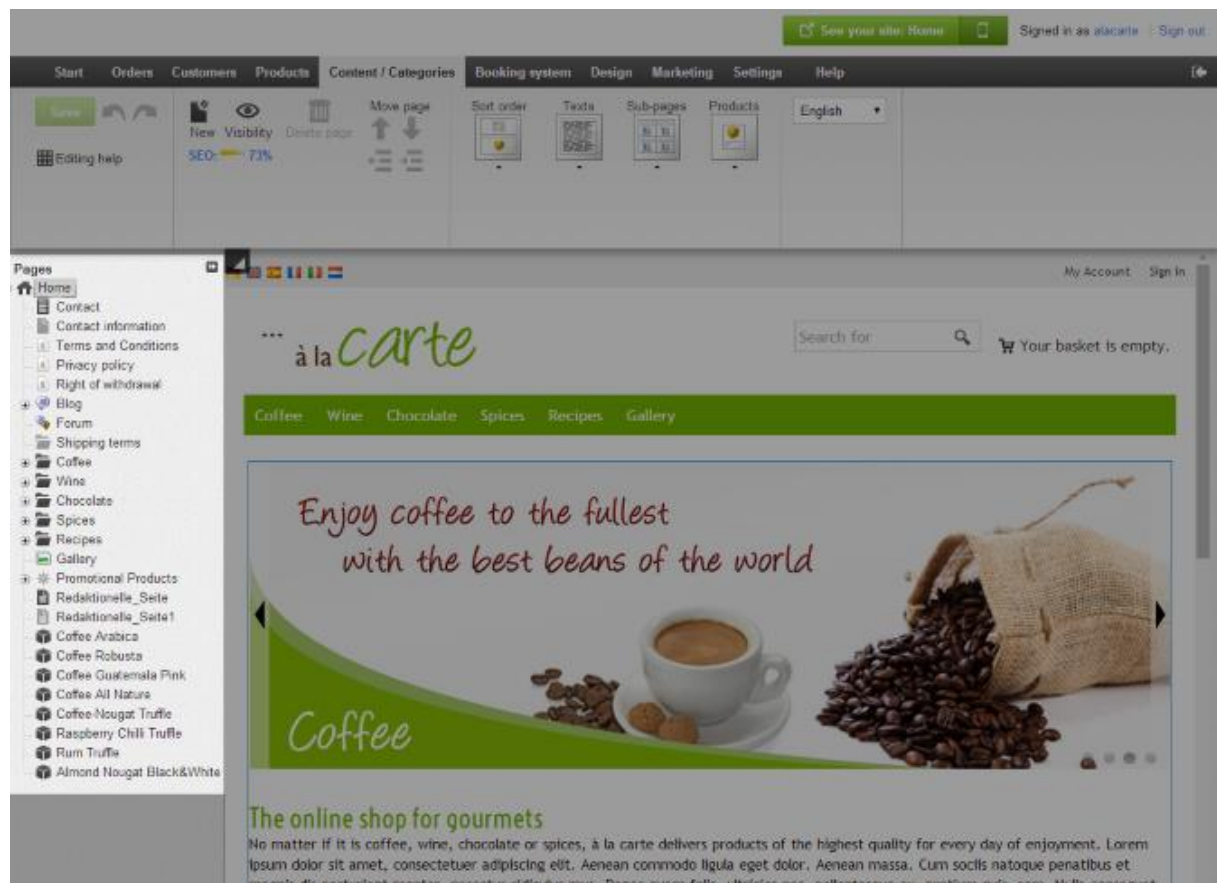 See your site: Home
Signed in as alacarte
Sign out
Start Orders Customers Products Content / Categories Booking system Design Marketing Settings Help
Save
Editing help
New Visibility Delete page
SEO: 73%
Move page
Sort order
Texts
Sub-pages
Products
English
Pages
Home
Contact
Contact information
Terms and Conditions
Privacy policy
Right of withdrawal
Blog
Forum
Shipping terms
Coffee
Wine
Chocolate
Spices
Recipes
Gallery
Promotional Products
Redaktionelle_Seite
Redaktionelle_Seite1
Coffee Arabica
Coffee Robusta
Coffee Guatemala Pink
Coffee All Nature
Coffee-Nougat Truffle
Raspberry Chilli Truffle
Rum Truffle
Almond Nougat Black&White
My Account Sign in
... à la carte
Search for
Your basket is empty.
Coffee Wine Chocolate Spices Recipes Gallery
Enjoy coffee to the fullest
with the best beans of the world
Coffee
The online shop for gourmets
No matter if it is coffee, wine, chocolate or spices, à la carte delivers products of the highest quality for every day of enjoyment. Lorem
ipsum dolor sit amet, consectetuer adipiscing elit. Aenean commodo ligula eget dolor. Aenean massa. Cum sociis natoque penatibus et